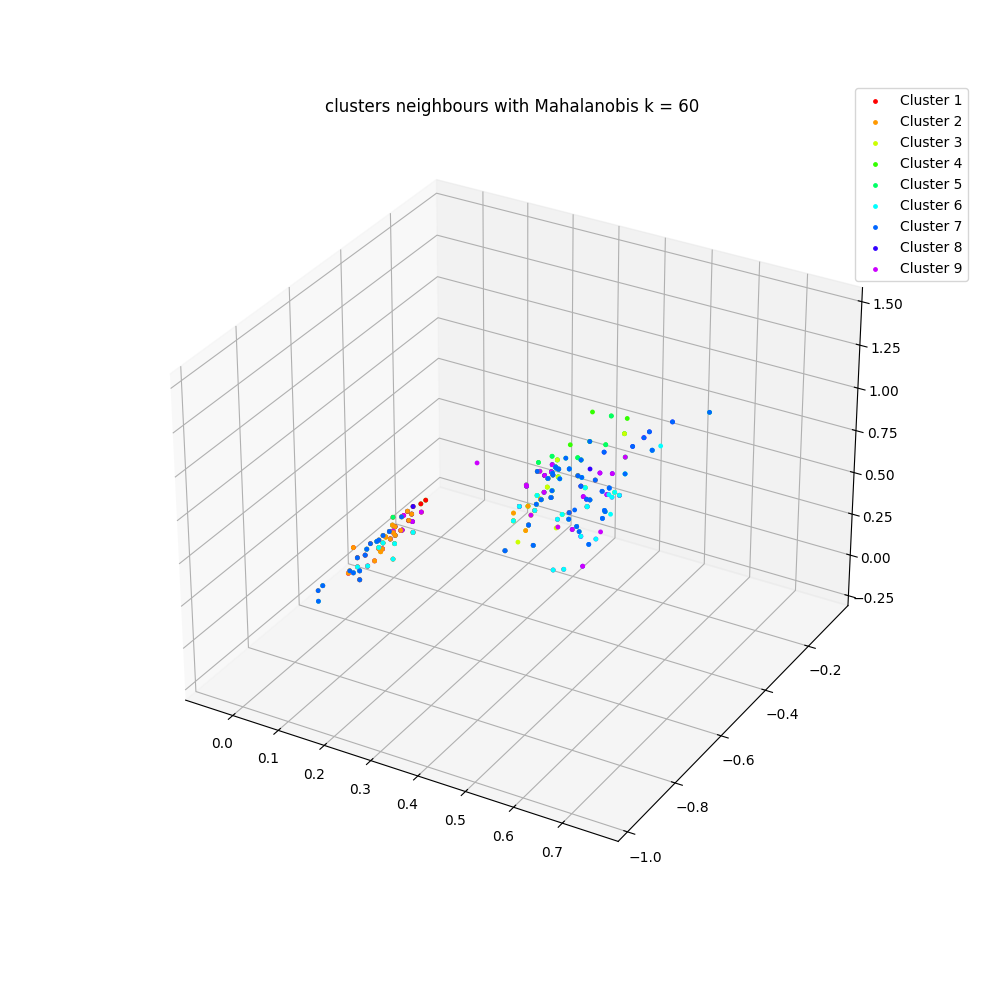 clusters neighbours with Mahalanobis k = 60
Cluster 1
Cluster 2
Cluster 3
Cluster 4
Cluster 5
Cluster 6
Cluster 7
Cluster 8
Cluster 9
1.50
1.25
1.00
0.75
0.50
0.25
0.00
−0.25
−0.2
−0.4
−0.6
−0.8
−1.0
0.0
0.1
0.2
0.3
0.4
0.5
0.6
0.7